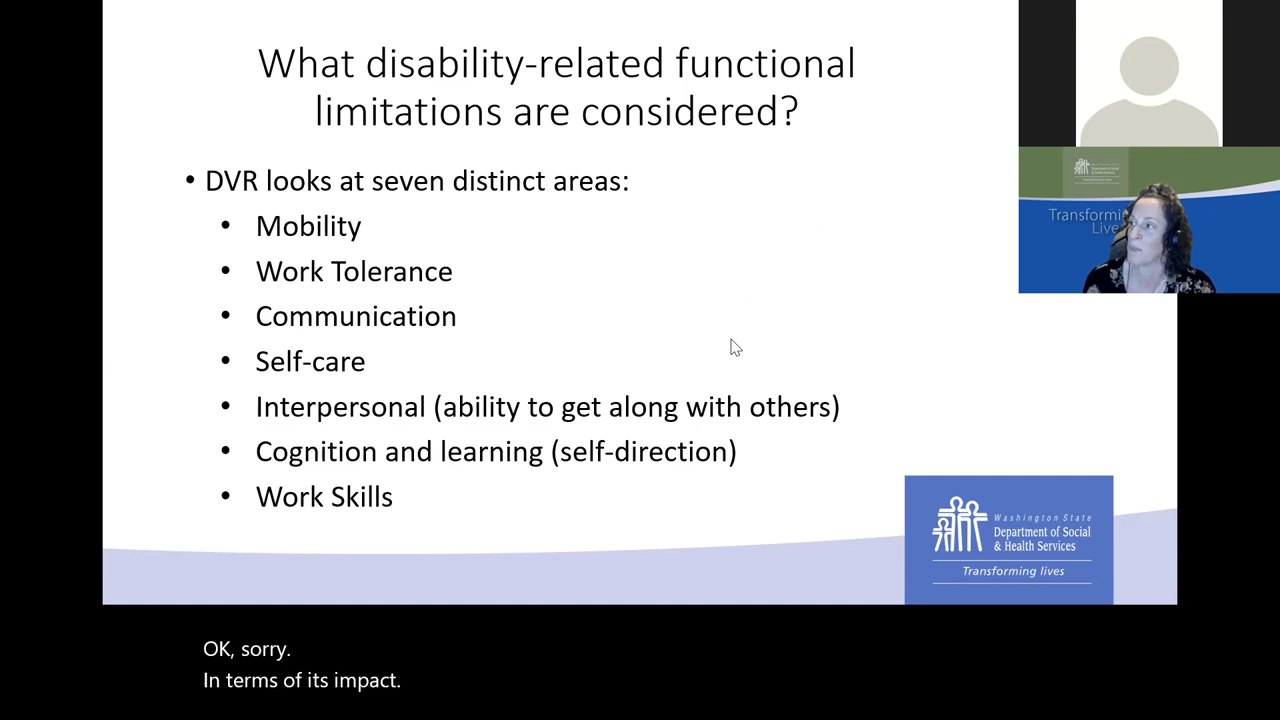 What disability-related functional
limitations are considered?
• DVR looks at seven distinct areas:
• Mobility
• Work Tolerance
• Communication
• Self-care
• Interpersonal (ability to get along with others)
• Cognition and learning (self-direction)
• Work Skills
Washington State
Department of Social
& Health Services
Transforming lives
OK, sorry.
In terms of its impact.